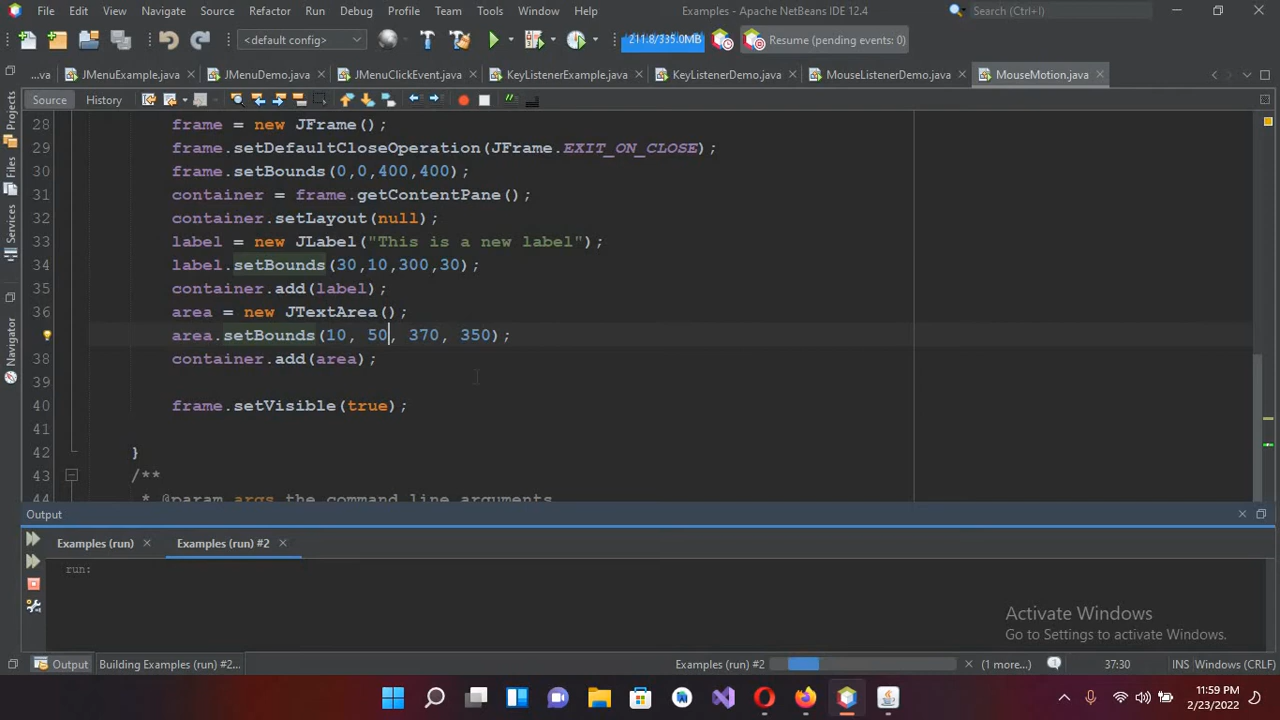 File Edit View Navigate Source Refactor Run Debug Profile Team Tools Window Help Examples - Apache NetBeans IDE 12.4 Search (Ctrl+I)
<default config> 211.8/335.0MB Resume (pending events: 0)
...va JMenuExample.java JMenuDemo.java JMenuClickEvent.java KeyListenerExample.java KeyListenerDemo.java MouseListenerDemo.java MouseMotion.java
Source History
Projects
Files
Services
Navigator
28 frame = new JFrame();
29 frame.setDefaultCloseOperation(JFrame.EXIT_ON_CLOSE);
30 frame.setBounds(0,0,400,400);
31 container = frame.getContentPane();
32 container.setLayout(null);
33 label = new JLabel("This is a new label");
34 label.setBounds(30,10,300,30);
35 container.add(label);
36 area = new JTextArea();
area.setBounds(10, 50, 370, 350);
38 container.add(area);
39
40 frame.setVisible(true);
41
42 }
43 /**
44 * @param args the command line arguments
Output
Examples (run) Examples (run) #2
run:
Activate Windows
Go to Settings to activate Windows.
Output Building Examples (run) #2... Examples (run) #2 (1 more...) 37:30 INS Windows (CRLF)
11:59 PM
2/23/2022